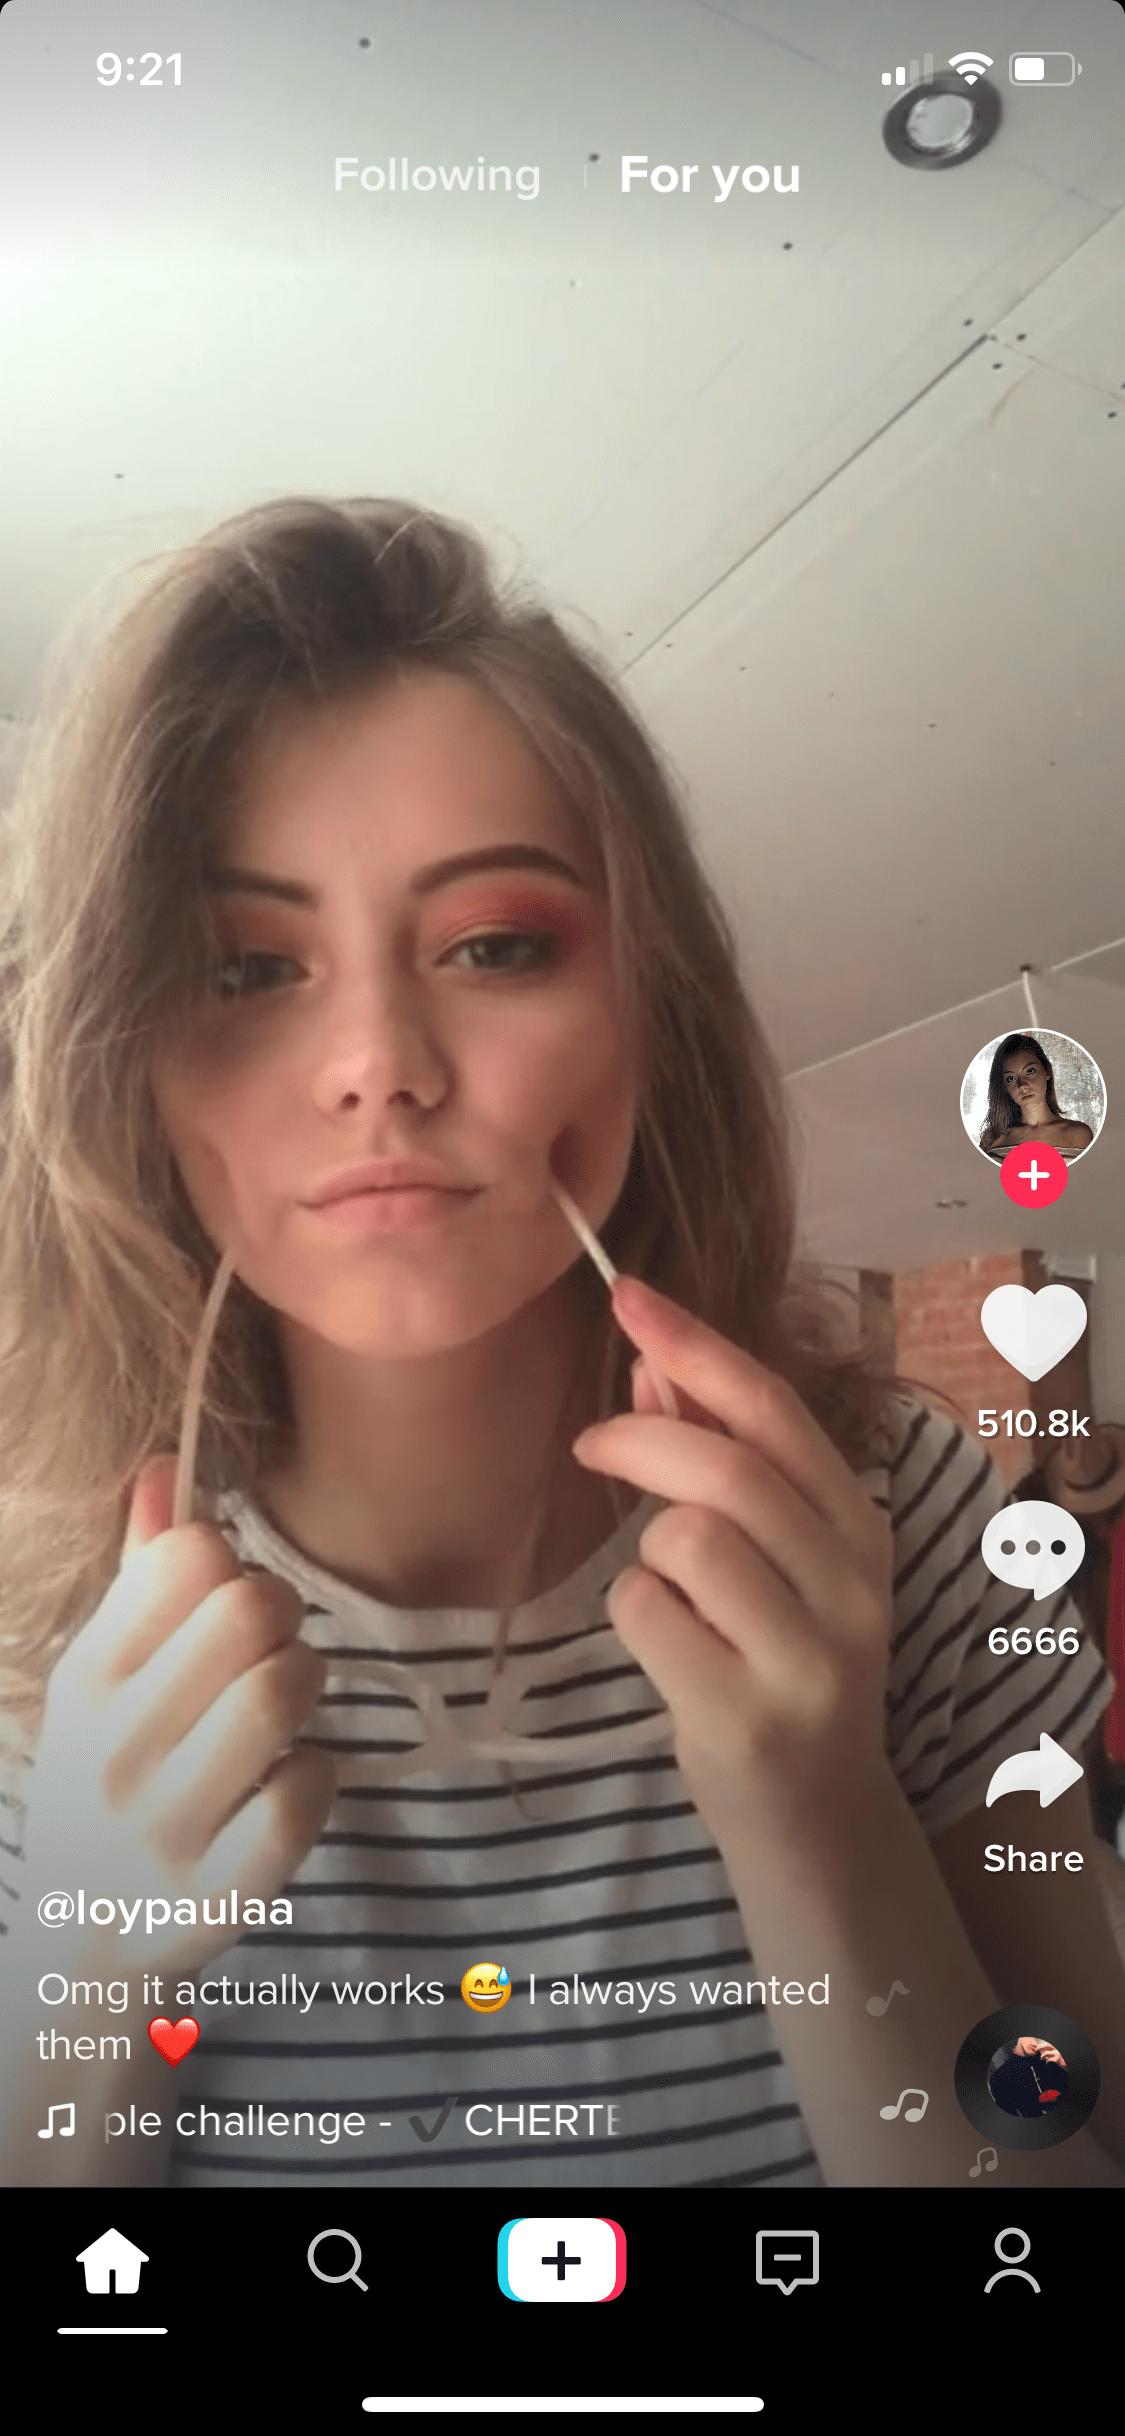 9:21
Following
For you
510.8k
6666
Share
@loypaulaa
Omg it actually works 😅 I always wanted
them ❤️
ple challenge - ✔️ CHERTE